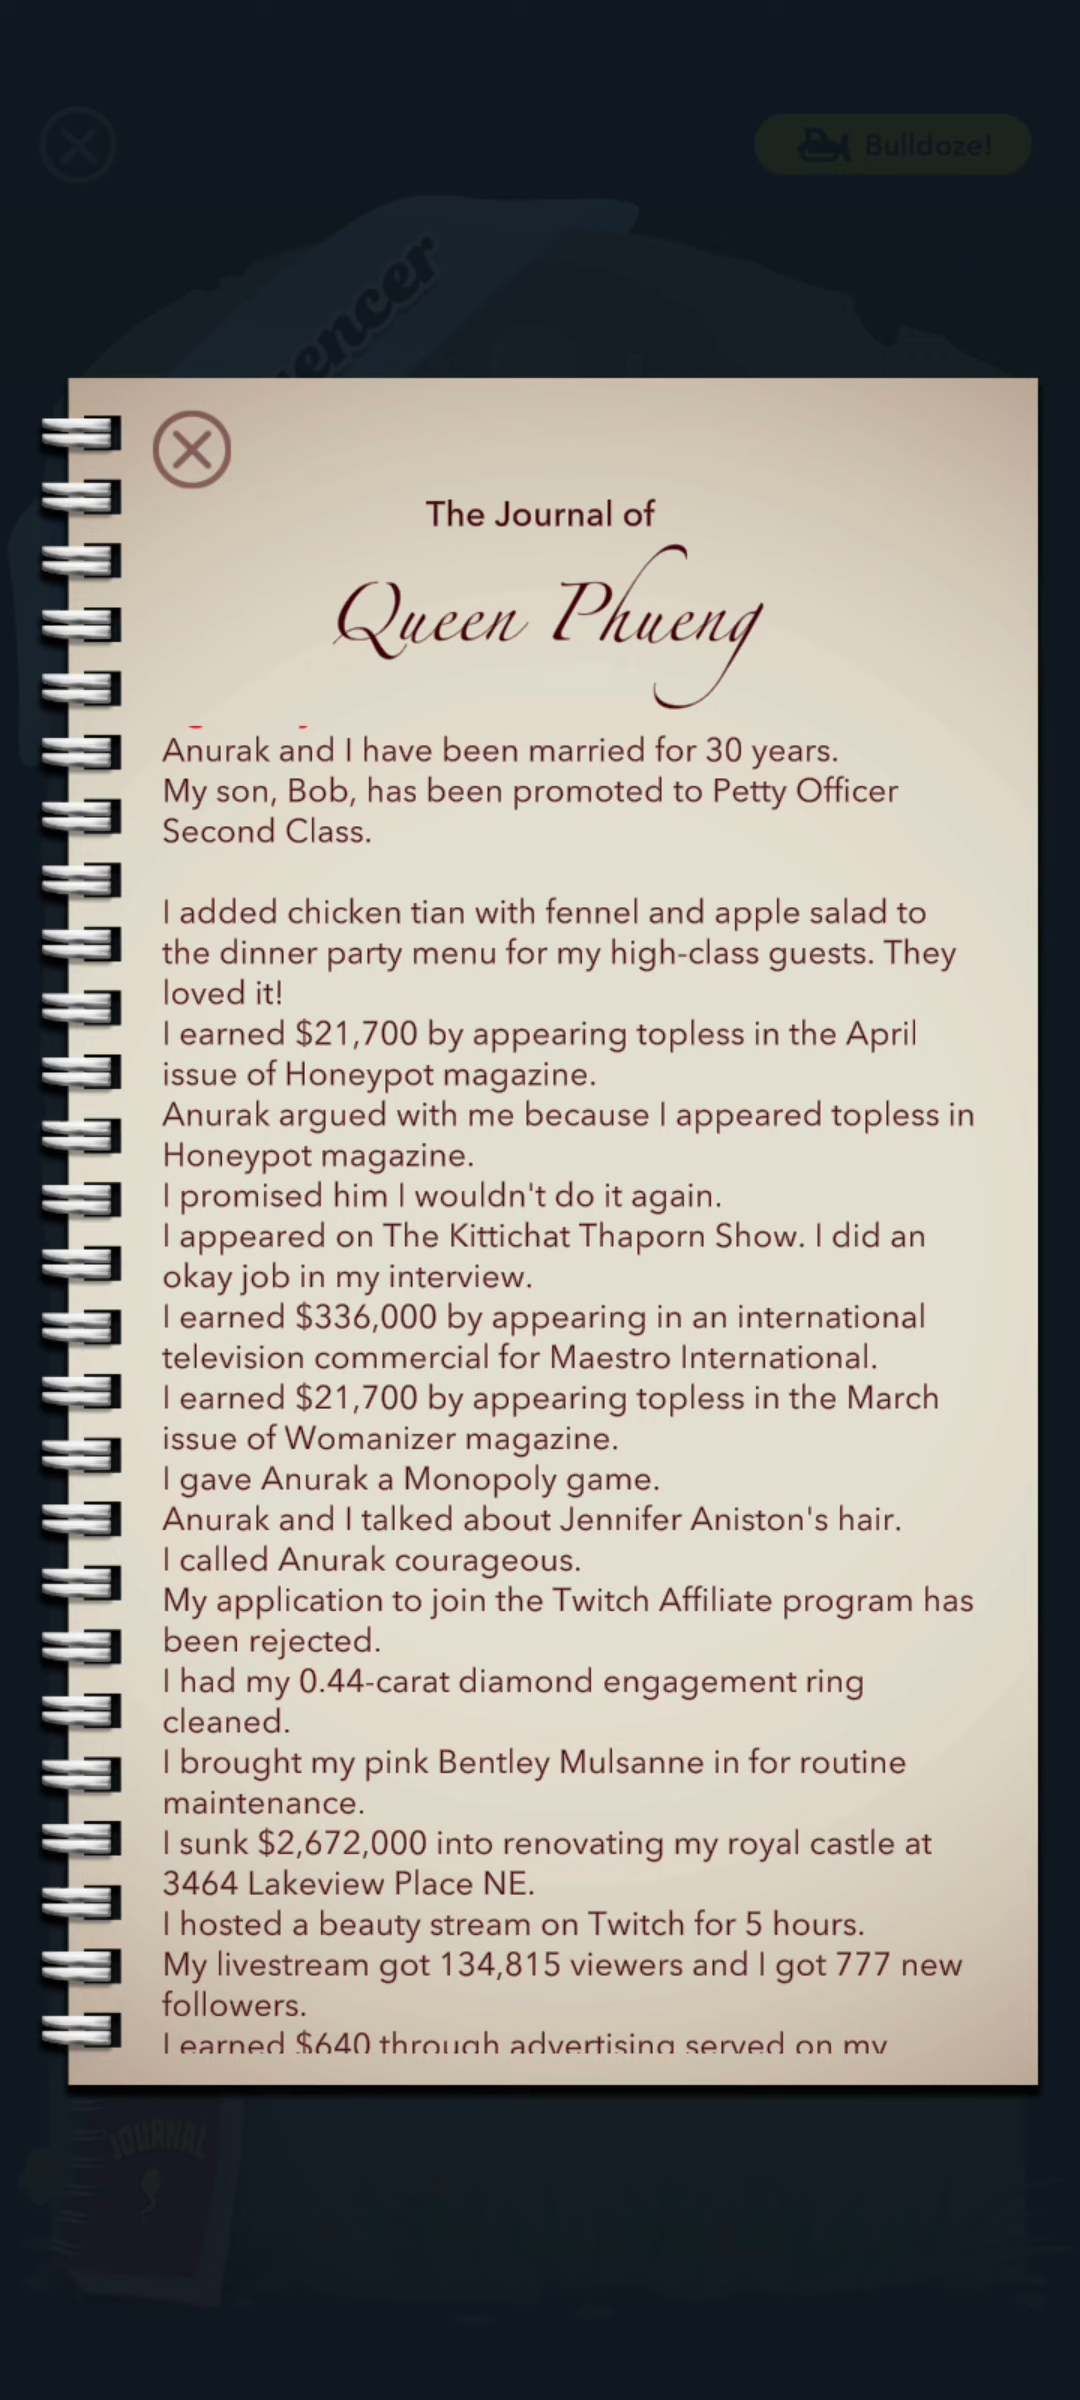 Bulldoze!
The Journal of
Queen Phueng
Anurak and I have been married for 30 years.
My son, Bob, has been promoted to Petty Officer
Second Class.
I added chicken tian with fennel and apple salad to
the dinner party menu for my high-class guests. They
loved it!
I earned $21,700 by appearing topless in the April
issue of Honeypot magazine.
Anurak argued with me because I appeared topless in
Honeypot magazine.
I promised him I wouldn't do it again.
I appeared on The Kittichat Thaporn Show. I did an
okay job in my interview.
I earned $336,000 by appearing in an international
television commercial for Maestro International.
I earned $21,700 by appearing topless in the March
issue of Womanizer magazine.
I gave Anurak a Monopoly game.
Anurak and I talked about Jennifer Aniston's hair.
I called Anurak courageous.
My application to join the Twitch Affiliate program has
been rejected.
I had my 0.44-carat diamond engagement ring
cleaned.
I brought my pink Bentley Mulsanne in for routine
maintenance.
I sunk $2,672,000 into renovating my royal castle at
3464 Lakeview Place NE.
I hosted a beauty stream on Twitch for 5 hours.
My livestream got 134,815 viewers and I got 777 new
followers.
I earned $640 through advertising served on my
JOURNAL